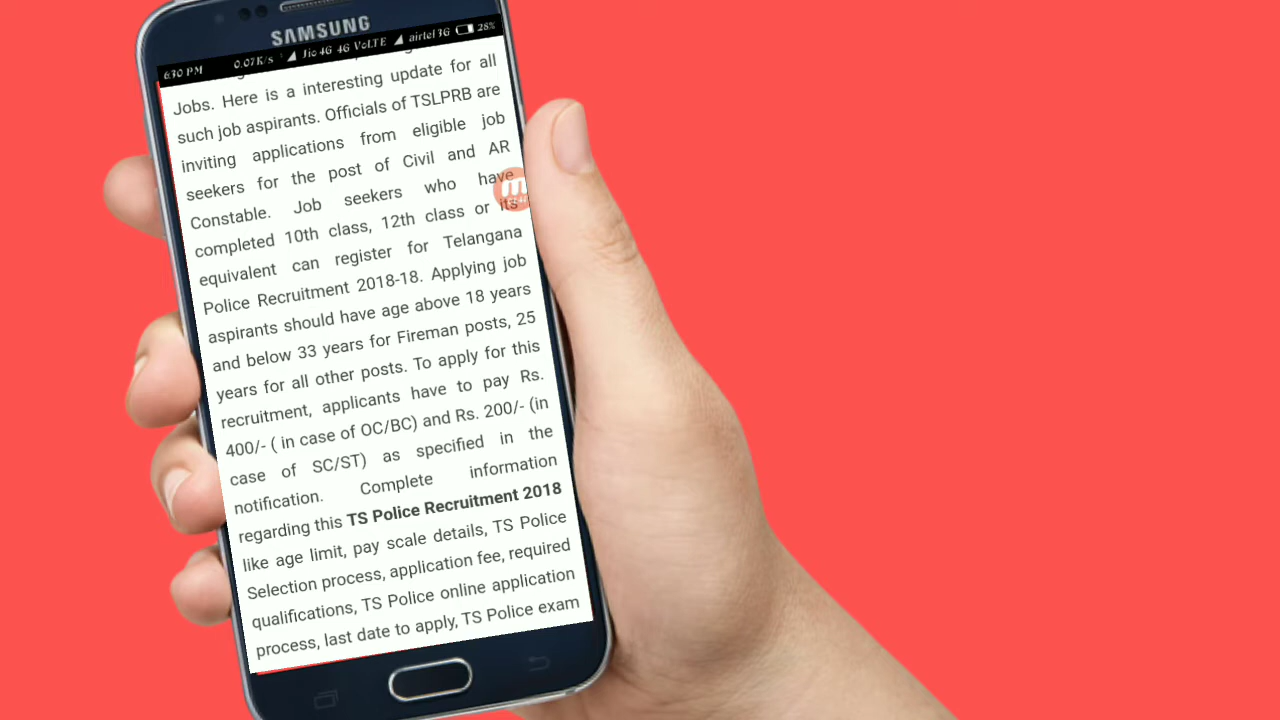 SAMSUNG
6:30 PM 0.07K/s Jio 4G 4G VoLTE airtel 3G 28%
Jobs. Here is a interesting update for all
such job aspirants. Officials of TSLPRB are
inviting applications from eligible job
seekers for the post of Civil and AR
Constable. Job seekers who have
completed 10th class, 12th class or its
equivalent can register for Telangana
Police Recruitment 2018-18. Applying job
aspirants should have age above 18 years
and below 33 years for Fireman posts, 25
years for all other posts. To apply for this
recruitment, applicants have to pay Rs.
400/- ( in case of OC/BC) and Rs. 200/- (in
case of SC/ST) as specified in the
notification. Complete information
regarding this TS Police Recruitment 2018
like age limit, pay scale details, TS Police
Selection process, application fee, required
qualifications, TS Police online application
process, last date to apply, TS Police exam